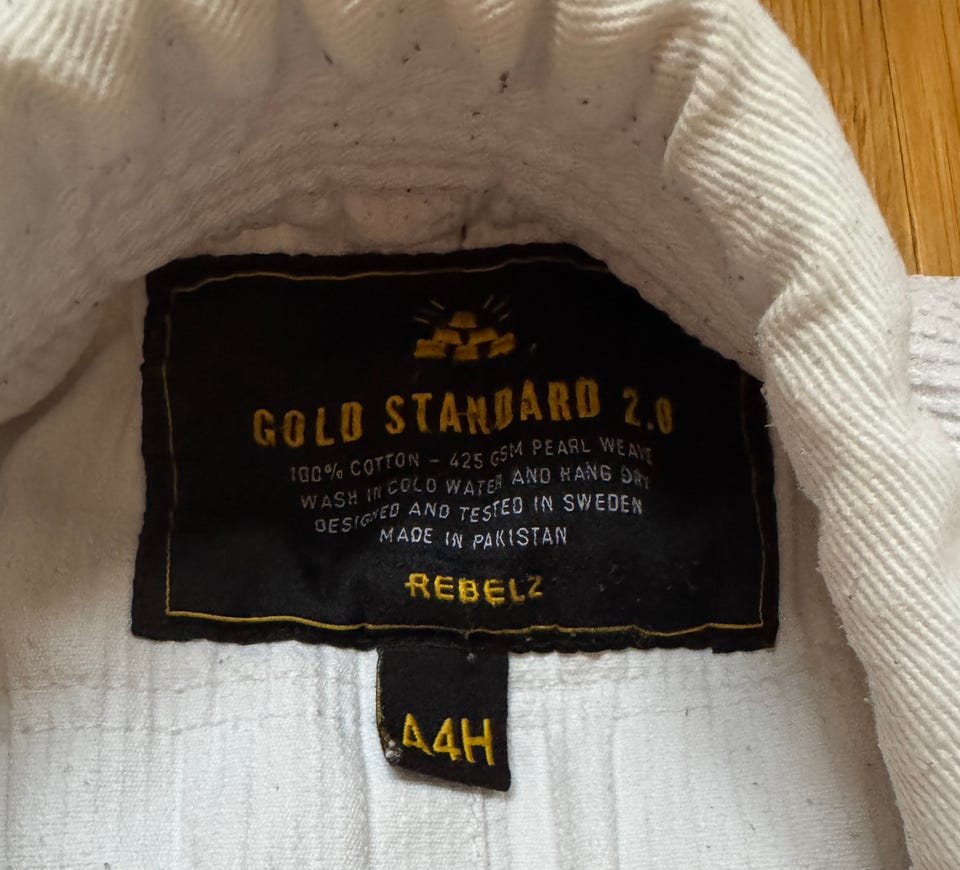 GOLD STANDARD 2.0
100% COTTON - 425 GSM PEARL WEAVE
WASH IN COLD WATER AND HANG DRY
DESIGNED AND TESTED IN SWEDEN
MADE IN PAKISTAN
REBELZ
A4H